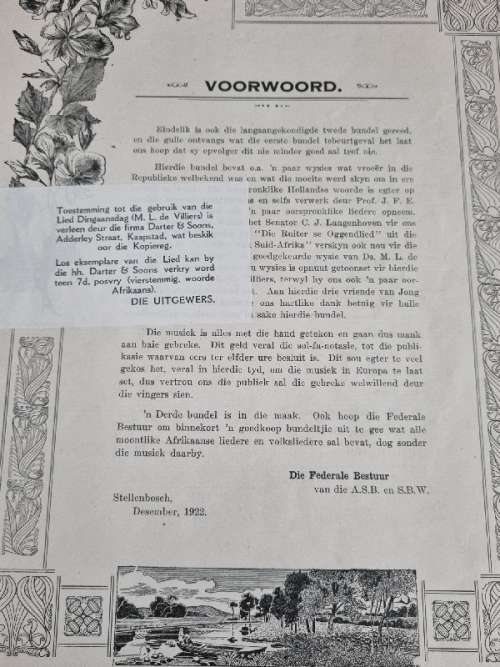 VOORWOORD.
Eindelik is ook die langaangekondigde twede bundel gereed,
en die gulle ontvangs wat die eerste bundel tebeurtgeval het laat
ons hoop dat sy opvolger dit nie minder goed sal tref nie.
Hierdie bundel bevat o.a. 'n paar wysies wat vroeër in die
Republieke welbekend was en wat die moeite werd skyn om in ere
ronklike Hollandse woorde is egter op
s en selfs verwerk deur Prof. J. F. E.
'n paar oorspronklike liedere opneem.
het Senator C. J. Langenhoven vir ons
"Die Ruiter se Oggendlied" uit die
Suid-Afrika" verskyn ook nou vir die
goedgekeurde wysie van Ds. M. L. de
u wysies is opnuut getoonset vir hierdie
illiers, terwyl by ons ook 'n paar oor-
t. Aan hierdie drie vriende van Jong
ons hartlike dank betuig vir hulle
saake hierdie bundel.
Toestemming tot die gebruik van die
Lied Dingaansdag (M. L. de Villiers) is
verleen deur die firma Darter & Soons,
Adderley Straat, Kaapstad, wat beskik
oor die Kopiereg.
Los eksemplare van die Lied kan by
die hh. Darter & Soons verkry word
teen 7d. posvry (vierstemmig, woorde
Afrikaans).
DIE UITGEWERS.
Die musiek is alles met die hand geteken en gaan dus mank
aan baie gebreke. Dit geld veral die sol-fa-notasie, tot die publi-
kasie waarvan eers ter elfder ure besluit is. Dit sou egter te veel
gekos het, veral in hierdie tyd, om die musiek in Europa te laat
set, dus vertrou ons die publiek sal die gebreke welwillend deur
die vingers sien.
'n Derde bundel is in die maak. Ook hoop die Federale
Bestuur om binnekort 'n goedkoop bundeltjie uit te gee wat alle
moontlike Afrikaanse liedere en volksliedere sal bevat, dog sonder
die musiek daarby.
Die Federale Bestuur
van die A.S.B. en S.B.W.
Stellenbosch,
Desember, 1922.